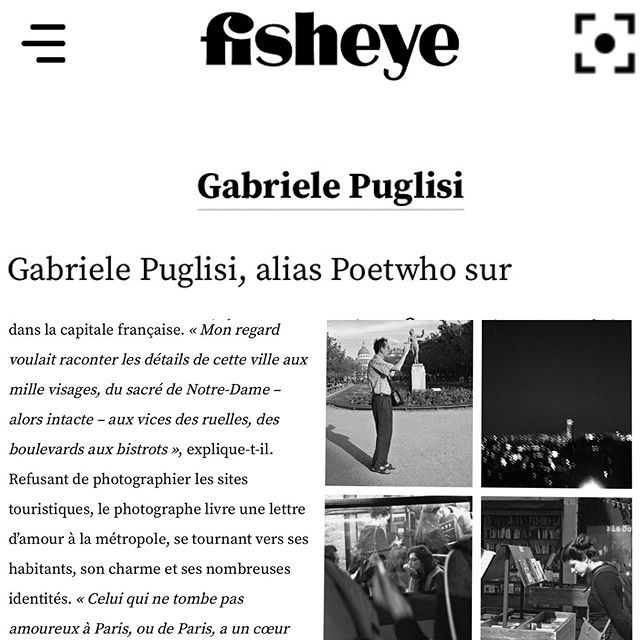 fisheye
Gabriele Puglisi
Gabriele Puglisi, alias Poetwho sur
dans la capitale française. « Mon regard
voulait raconter les détails de cette ville aux
mille visages, du sacré de Notre-Dame –
alors intacte – aux vices des ruelles, des
boulevards aux bistrots », explique-t-il.
Refusant de photographier les sites
touristiques, le photographe livre une lettre
d’amour à la métropole, se tournant vers ses
habitants, son charme et ses nombreuses
identités. « Celui qui ne tombe pas
amoureux à Paris, ou de Paris, a un cœur